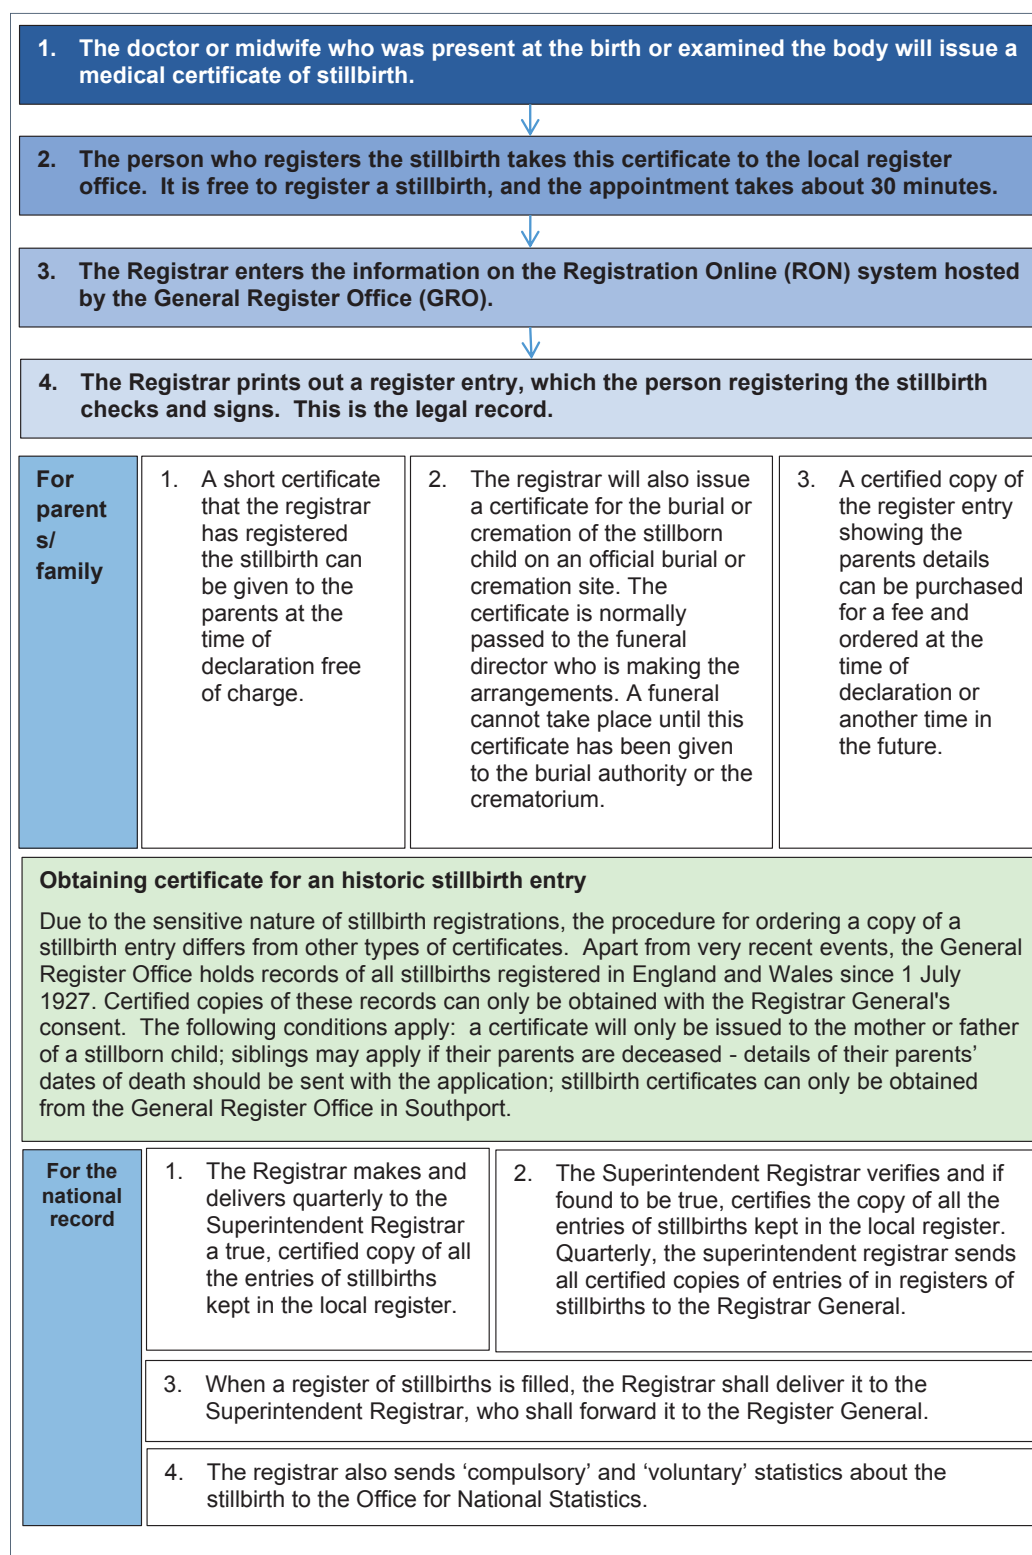 1. The doctor or midwife who was present at the birth or examined the body will issue a
medical certificate of stillbirth.
2. The person who registers the stillbirth takes this certificate to the local register
office. It is free to register a stillbirth, and the appointment takes about 30 minutes.
3. The Registrar enters the information on the Registration Online (RON) system hosted
by the General Register Office (GRO).
4. The Registrar prints out a register entry, which the person registering the stillbirth
checks and signs. This is the legal record.
For
parent
s/
family
1. A short certificate
that the registrar
has registered
the stillbirth can
be given to the
parents at the
time of
declaration free
of charge.
2. The registrar will also issue
a certificate for the burial or
cremation of the stillborn
child on an official burial or
cremation site. The
certificate is normally
passed to the funeral
director who is making the
arrangements. A funeral
cannot take place until this
certificate has been given
to the burial authority or the
crematorium.
3. A certified copy of
the register entry
showing the
parents details
can be purchased
for a fee and
ordered at the
time of
declaration or
another time in
the future.
Obtaining certificate for an historic stillbirth entry
Due to the sensitive nature of stillbirth registrations, the procedure for ordering a copy of a
stillbirth entry differs from other types of certificates. Apart from very recent events, the General
Register Office holds records of all stillbirths registered in England and Wales since 1 July
1927. Certified copies of these records can only be obtained with the Registrar General's
consent. The following conditions apply: a certificate will only be issued to the mother or father
of a stillborn child; siblings may apply if their parents are deceased - details of their parents’
dates of death should be sent with the application; stillbirth certificates can only be obtained
from the General Register Office in Southport.
For the
national
record
1. The Registrar makes and
delivers quarterly to the
Superintendent Registrar
a true, certified copy of all
the entries of stillbirths
kept in the local register.
2. The Superintendent Registrar verifies and if
found to be true, certifies the copy of all the
entries of stillbirths kept in the local register.
Quarterly, the superintendent registrar sends
all certified copies of entries of in registers of
stillbirths to the Registrar General.
3. When a register of stillbirths is filled, the Registrar shall deliver it to the
Superintendent Registrar, who shall forward it to the Register General.
4. The registrar also sends ‘compulsory’ and ‘voluntary’ statistics about the
stillbirth to the Office for National Statistics.